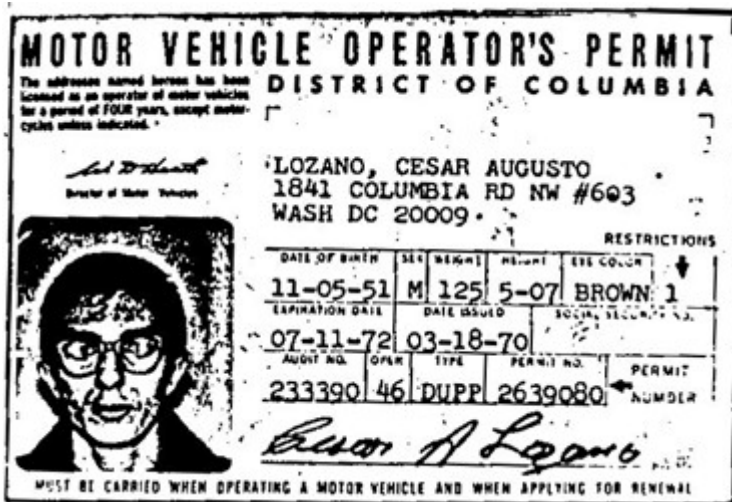 MOTOR VEHICLE OPERATOR'S PERMIT
The addressee named hereon has been
licensed as an operator of motor vehicles
for a period of FOUR years, except motor-
cycles unless indicated.
DISTRICT OF COLUMBIA
Director of Motor Vehicles
LOZANO, CESAR AUGUSTO
1841 COLUMBIA RD NW #603
WASH DC 20009
RESTRICTIONS
DATE OF BIRTH SEX WEIGHT HEIGHT EYE COLOR
11-05-51 M 125 5-07 BROWN 1
EXPIRATION DATE DATE ISSUED SOCIAL SECURITY NO.
07-11-72 03-18-70
AUDIT NO. OPER TYPE PERMIT NO. PERMIT
233390 46 DUPP 2639080 NUMBER
Cesar A Lozano
MUST BE CARRIED WHEN OPERATING A MOTOR VEHICLE AND WHEN APPLYING FOR RENEWAL